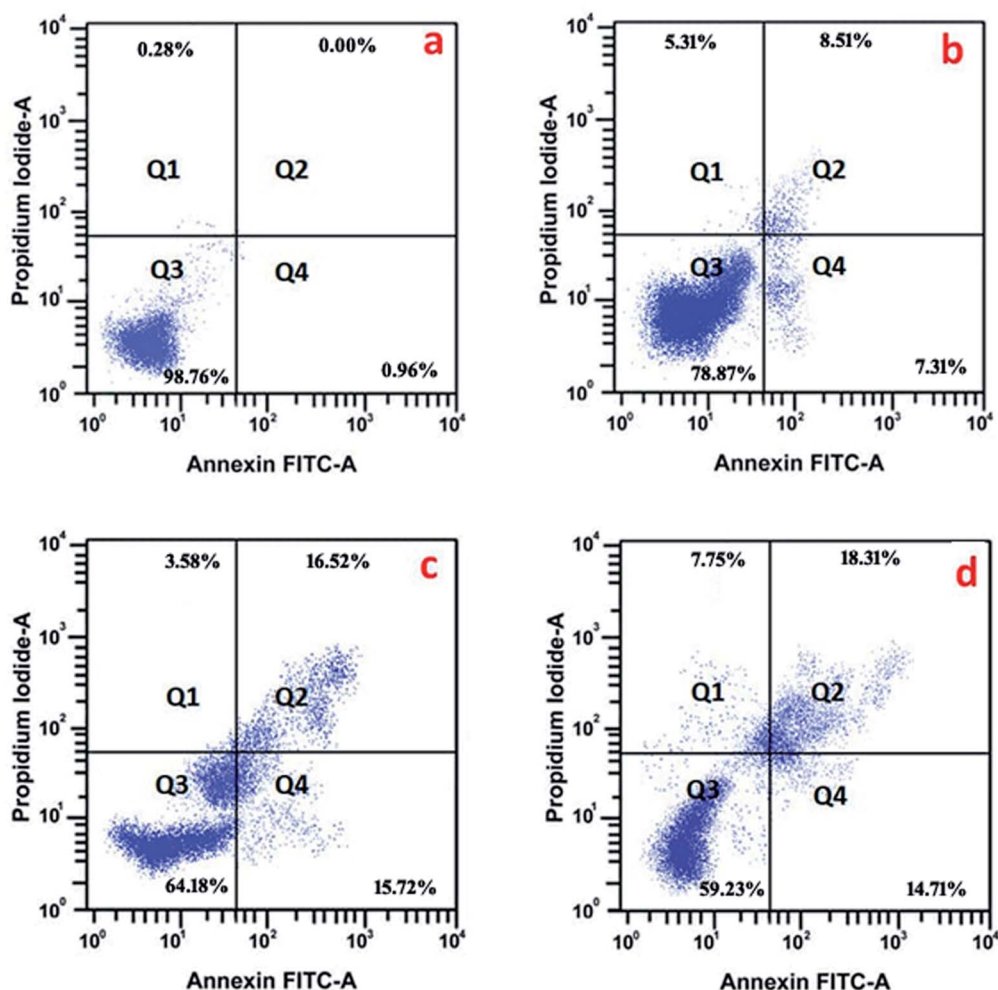 10⁴
10³
10²
10¹
10⁰
Propidium Iodide-A
0.28%
0.00%
a
Q1
Q2
Q3
Q4
98.76%
0.96%
10⁰ 10¹ 10² 10³ 10⁴
Annexin FITC-A
10⁴
10³
10²
10¹
10⁰
Propidium Iodide-A
5.31%
8.51%
b
Q1
Q2
Q3
Q4
78.87%
7.31%
10⁰ 10¹ 10² 10³ 10⁴
Annexin FITC-A
10⁴
10³
10²
10¹
10⁰
Propidium Iodide-A
3.58%
16.52%
c
Q1
Q2
Q3
Q4
64.18%
15.72%
10⁰ 10¹ 10² 10³ 10⁴
Annexin FITC-A
10⁴
10³
10²
10¹
10⁰
Propidium Iodide-A
7.75%
18.31%
d
Q1
Q2
Q3
Q4
59.23%
14.71%
10⁰ 10¹ 10² 10³ 10⁴
Annexin FITC-A